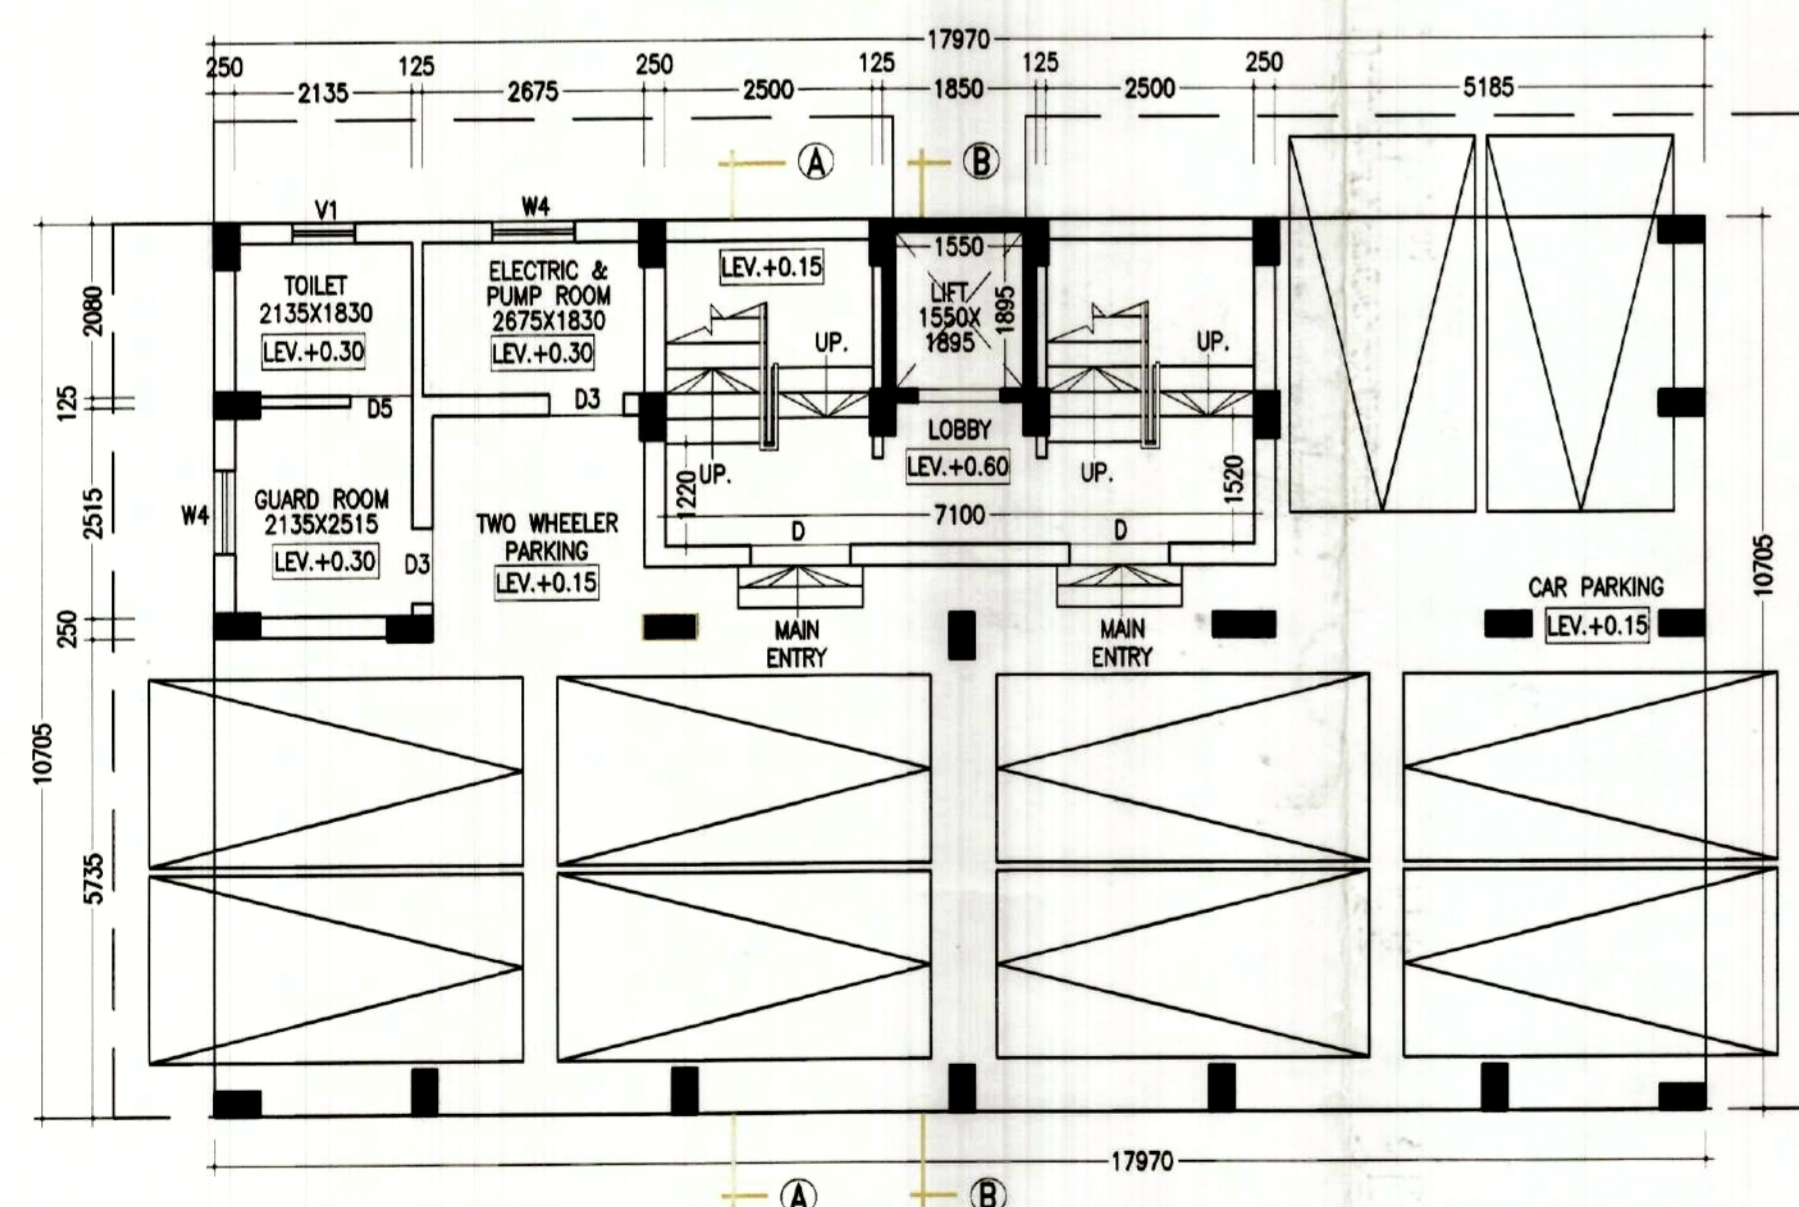 17970
250 125 250 125 125 250
2135 2675 2500 1850 2500 5185
A B
V1 W4
1550
LEV.+0.15
TOILET
2135X1830
LEV.+0.30
ELECTRIC &
PUMP ROOM
2675X1830
LEV.+0.30
LIFT
1550X
1895
1895
UP. UP.
2080
125
D5 D3
LOBBY
LEV.+0.60
UP. UP.
1220
1520
7100
2515
W4
GUARD ROOM
2135X2515
LEV.+0.30
D3
TWO WHEELER
PARKING
LEV.+0.15
D D
10705
CAR PARKING
LEV.+0.15
250
MAIN
ENTRY
MAIN
ENTRY
10705
5735
17970
A B